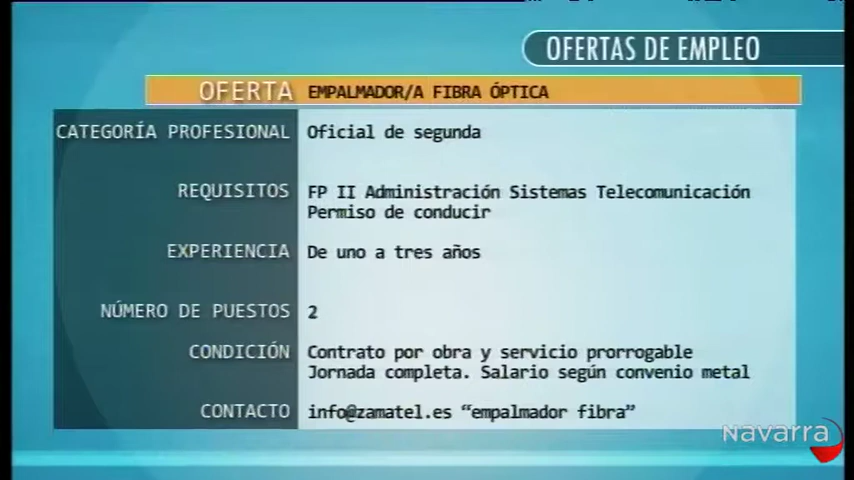 OFERTAS DE EMPLEO
OFERTA EMPALMADOR/A FIBRA ÓPTICA
CATEGORÍA PROFESIONAL Oficial de segunda
REQUISITOS FP II Administración Sistemas Telecomunicación
Permiso de conducir
EXPERIENCIA De uno a tres años
NÚMERO DE PUESTOS 2
CONDICIÓN Contrato por obra y servicio prorrogable
Jornada completa. Salario según convenio metal
CONTACTO info@zamatel.es “empalmador fibra”
Navarra